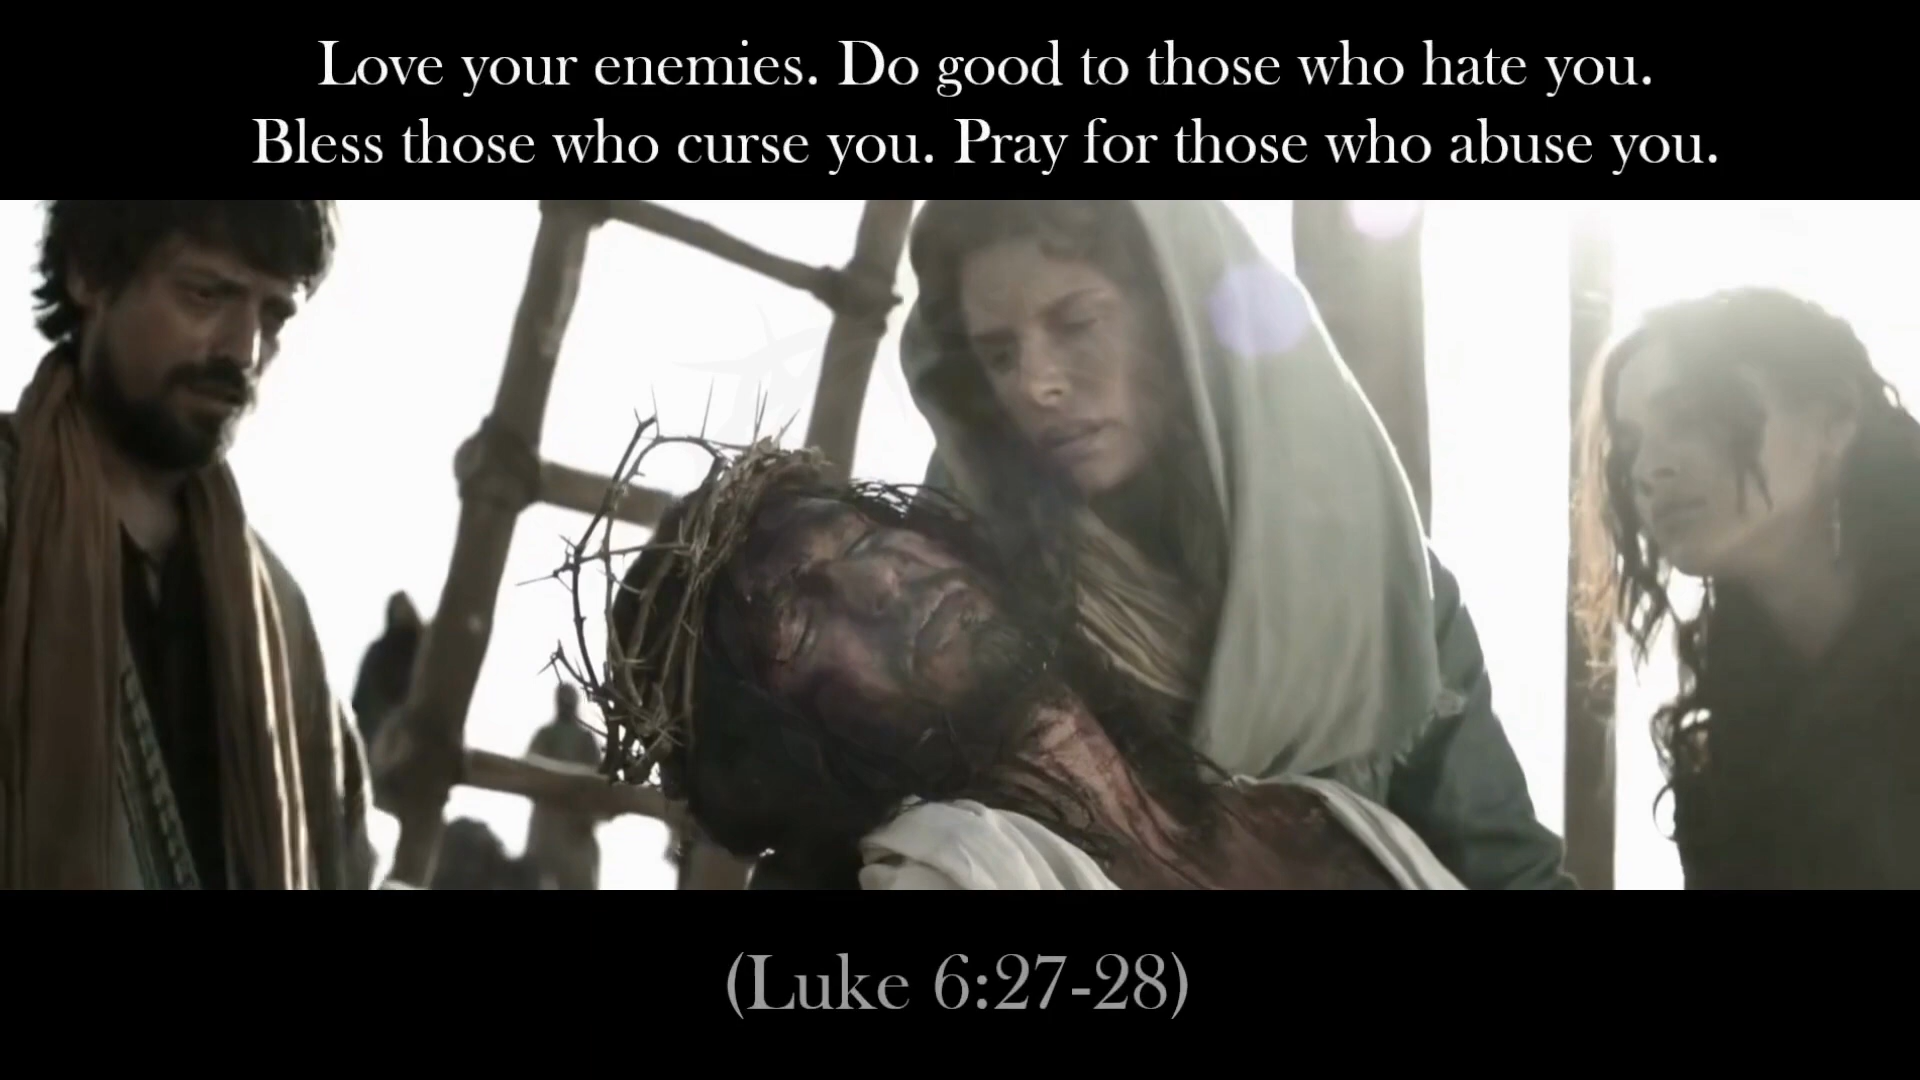 Love your enemies. Do good to those who hate you.
Bless those who curse you. Pray for those who abuse you.
(Luke 6:27-28)